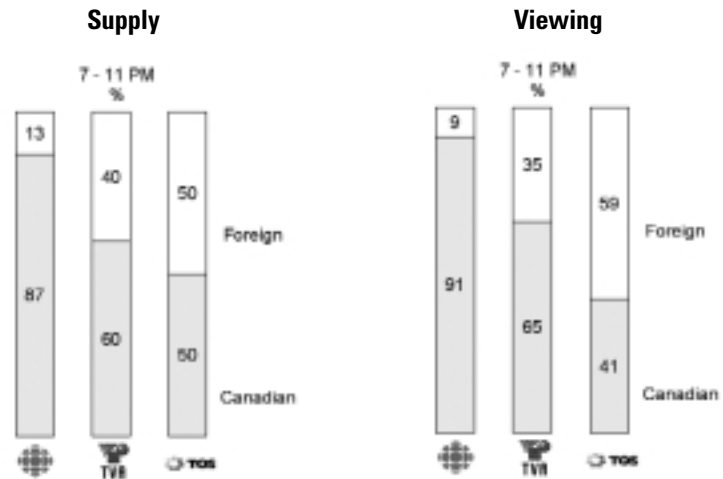 Supply
7 - 11 PM
%
13
40
50
Foreign
87
60
50
Canadian
TVA
TQS
Viewing
7 - 11 PM
%
9
35
59
Foreign
91
65
41
Canadian
TVA
TQS